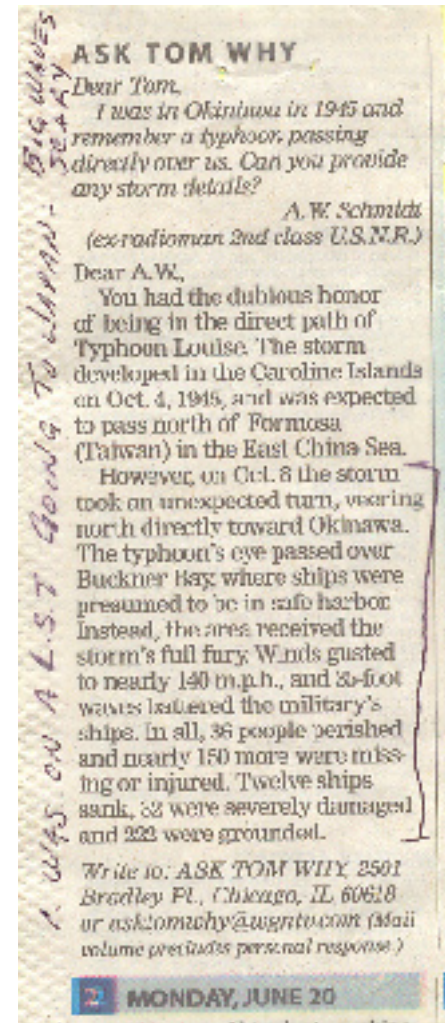 ASK TOM WHY
Dear Tom,
I was in Okinawa in 1945 and
remember a typhoon passing
directly over us. Can you provide
any storm details?
A.W. Schmidt
(ex-radioman 2nd class U.S.N.R.)
Dear A.W.,
You had the dubious honor
of being in the direct path of
Typhoon Louise. The storm
developed in the Caroline Islands
on Oct. 4, 1945, and was expected
to pass north of Formosa
(Taiwan) in the East China Sea.
However, on Oct. 8 the storm
took an unexpected turn, veering
north directly toward Okinawa.
The typhoon's eye passed over
Buckner Bay, where ships were
presumed to be in safe harbor.
Instead, the area received the
storm's full fury. Winds gusted
to nearly 140 m.p.h., and 35-foot
waves battered the military's
ships. In all, 36 people perished
and nearly 150 more were miss-
ing or injured. Twelve ships
sank, 32 were severely damaged
and 222 were grounded.
Write to: ASK TOM WHY, 2501
Bradley Pl., Chicago, IL 60618
or asktomwhy@wgntv.com (Mail
volume precludes personal response.)
2 MONDAY, JUNE 20
I WAS ON A L.S.T GOING TO JAPAN - BIG WAVES
SCARY